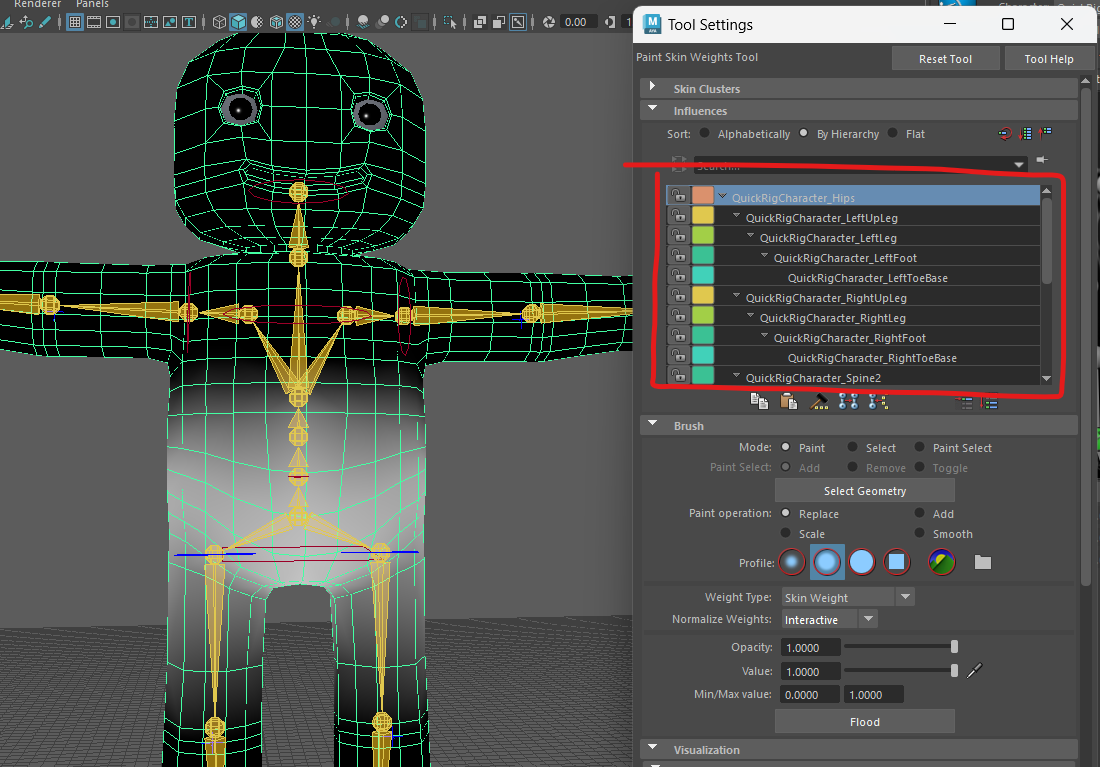 Renderer Panels
0.00
Tool Settings
Paint Skin Weights Tool
Reset Tool
Tool Help
Skin Clusters
Influences
Sort: Alphabetically By Hierarchy Flat
Search...
QuickRigCharacter_Hips
QuickRigCharacter_LeftUpLeg
QuickRigCharacter_LeftLeg
QuickRigCharacter_LeftFoot
QuickRigCharacter_LeftToeBase
QuickRigCharacter_RightUpLeg
QuickRigCharacter_RightLeg
QuickRigCharacter_RightFoot
QuickRigCharacter_RightToeBase
QuickRigCharacter_Spine2
Brush
Mode: Paint Select Paint Select
Paint Select: Add Remove Toggle
Select Geometry
Paint operation: Replace Add
Scale Smooth
Profile:
Weight Type: Skin Weight
Normalize Weights: Interactive
Opacity: 1.0000
Value: 1.0000
Min/Max value: 0.0000 1.0000
Flood
Visualization